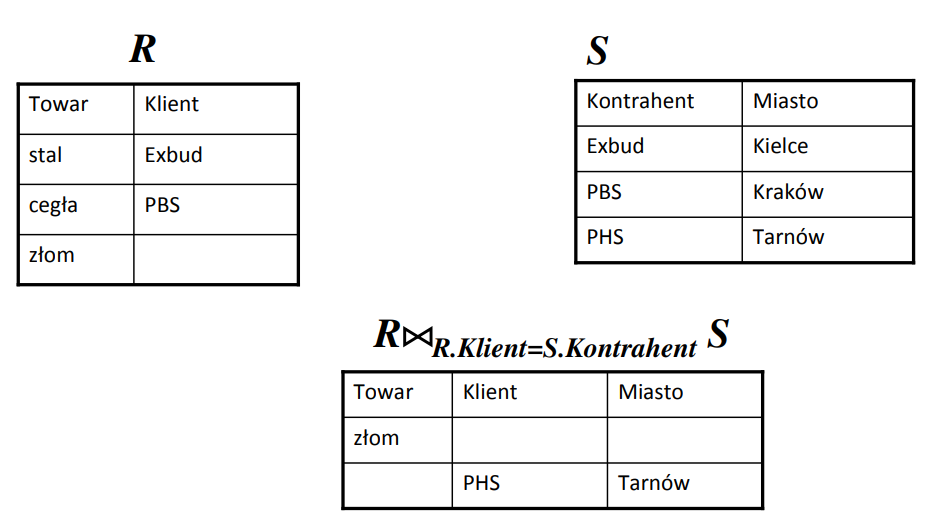 R
Towar Klient
stal Exbud
cegła PBS
złom
S
Kontrahent Miasto
Exbud Kielce
PBS Kraków
PHS Tarnów
R⋈R.Klient=S.Kontrahent S
Towar Klient Miasto
złom
PHS Tarnów